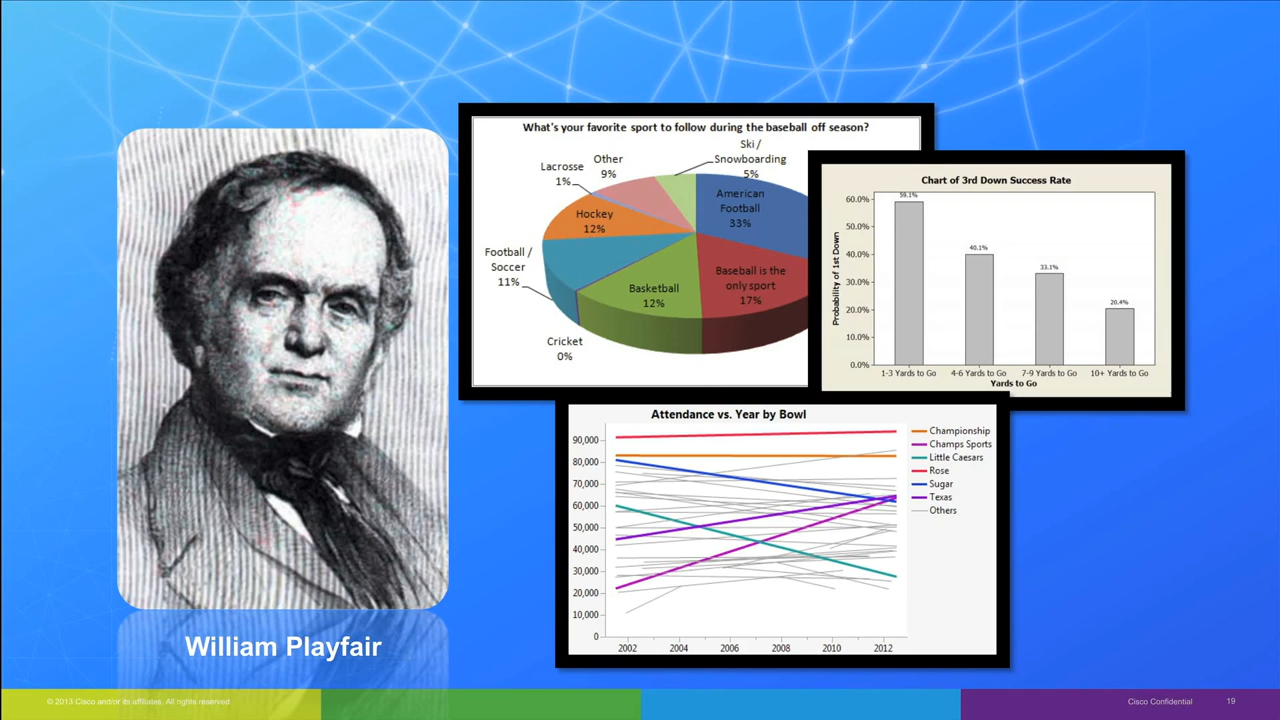 What's your favorite sport to follow during the baseball off season?
Ski /
Snowboarding
5%
Other
9%
Lacrosse
1%
American
Football
33%
Hockey
12%
Football /
Soccer
11%
Baseball is the
only sport
17%
Basketball
12%
Cricket
0%
Chart of 3rd Down Success Rate
Probability of 1st Down
60.0%
50.0%
40.0%
30.0%
20.0%
10.0%
0.0%
59.1%
40.1%
33.1%
20.4%
1-3 Yards to Go 4-6 Yards to Go 7-9 Yards to Go 10+ Yards to Go
Yards to Go
Attendance vs. Year by Bowl
90,000
80,000
70,000
60,000
50,000
40,000
30,000
20,000
10,000
0
2002 2004 2006 2008 2010 2012
Championship
Champs Sports
Little Caesars
Rose
Sugar
Texas
Others
William Playfair
© 2013 Cisco and/or its affiliates. All rights reserved.
Cisco Confidential 19